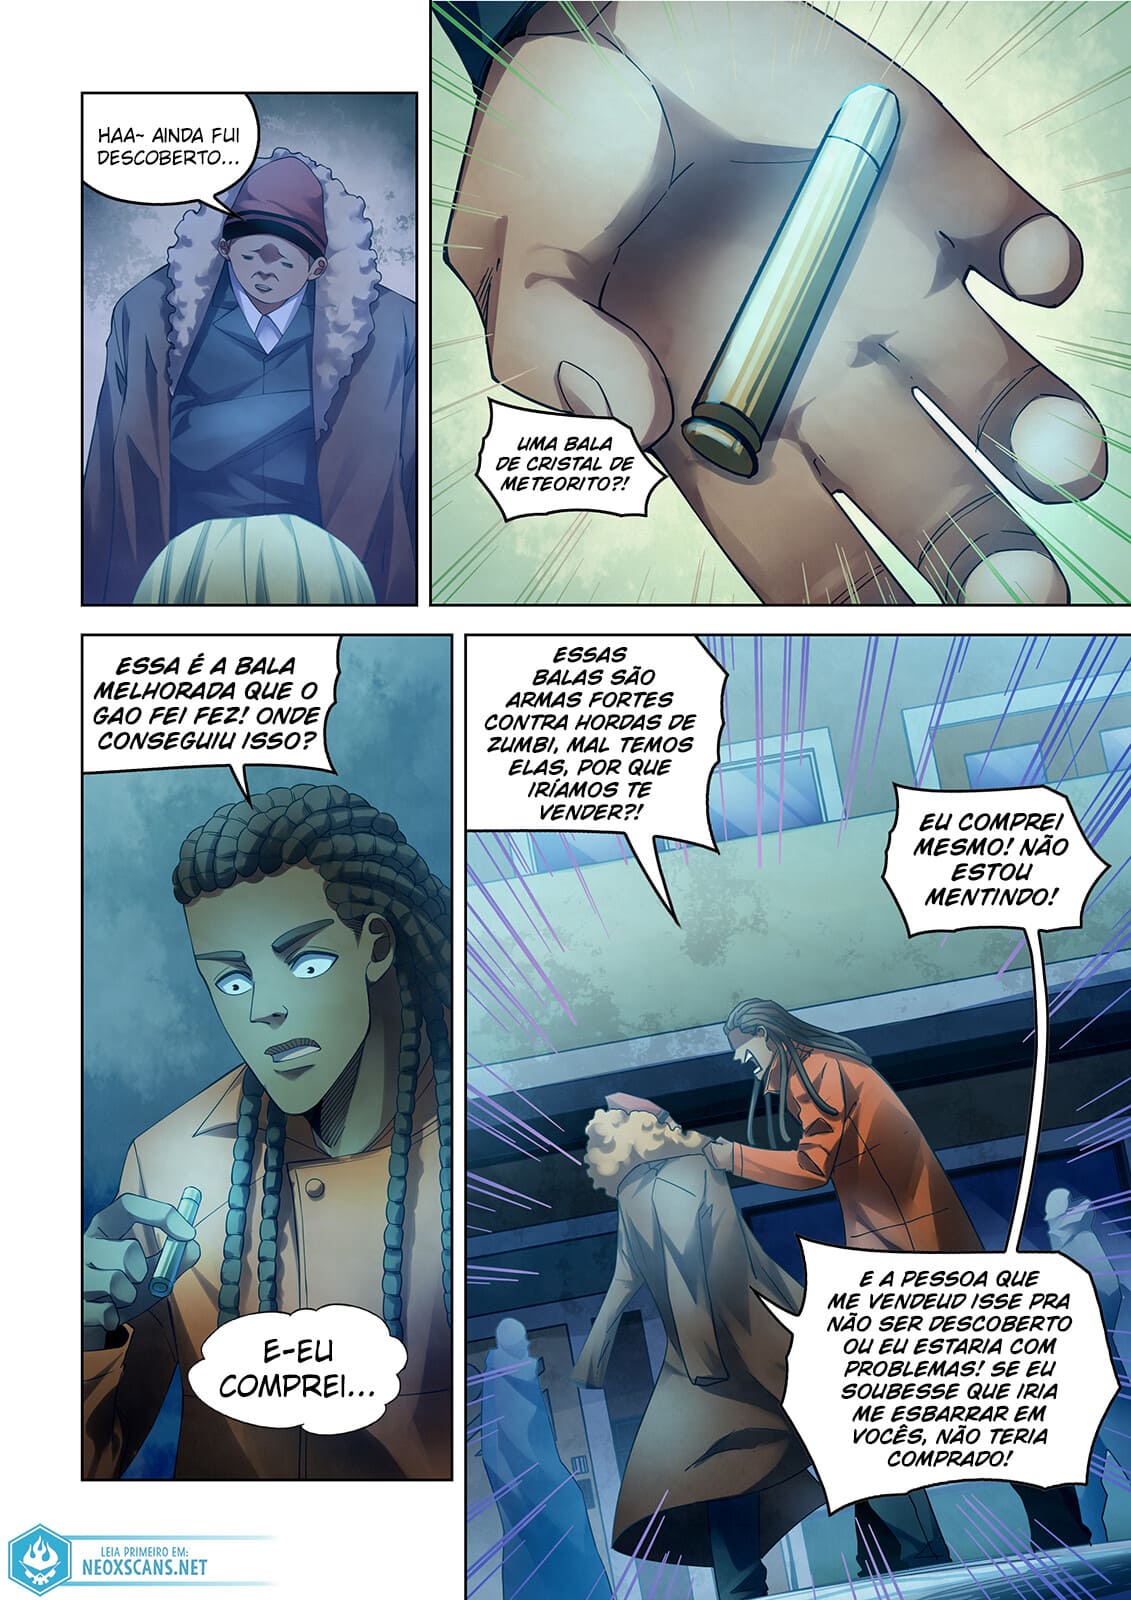 HAA~ AINDA FUI
DESCOBERTO...
UMA BALA
DE CRISTAL DE
METEORITO?!
ESSA É A BALA
MELHORADA QUE O
GAO FEI FEZ! ONDE
CONSEGUIU ISSO?
E-EU
COMPREI...
ESSAS
BALAS SÃO
ARMAS FORTES
CONTRA HORDAS DE
ZUMBI, MAL TEMOS
ELAS, POR QUE
IRÍAMOS TE
VENDER?!
EU COMPREI
MESMO! NÃO
ESTOU
MENTINDO!
E A PESSOA QUE
ME VENDEUD ISSE PRA
NÃO SER DESCOBERTO
OU EU ESTARIA COM
PROBLEMAS! SE EU
SOUBESSE QUE IRIA
ME ESBARRAR EM
VOCÊS, NÃO TERIA
COMPRADO!
LEIA PRIMEIRO EM:
NEOXSCANS.NET